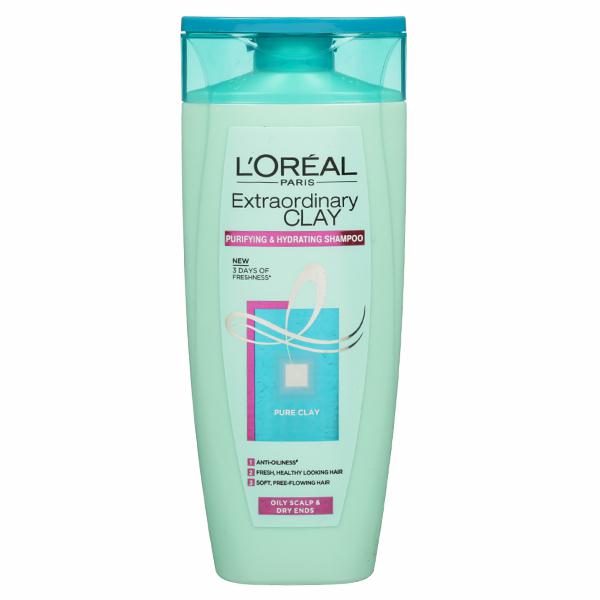 L'ORÉAL
PARIS
Extraordinary
CLAY
PURIFYING & HYDRATING SHAMPOO
NEW
3 DAYS OF
FRESHNESS*
PURE CLAY
1 ANTI-OILINESS#
2 FRESH, HEALTHY LOOKING HAIR
3 SOFT, FREE-FLOWING HAIR
OILY SCALP &
DRY ENDS